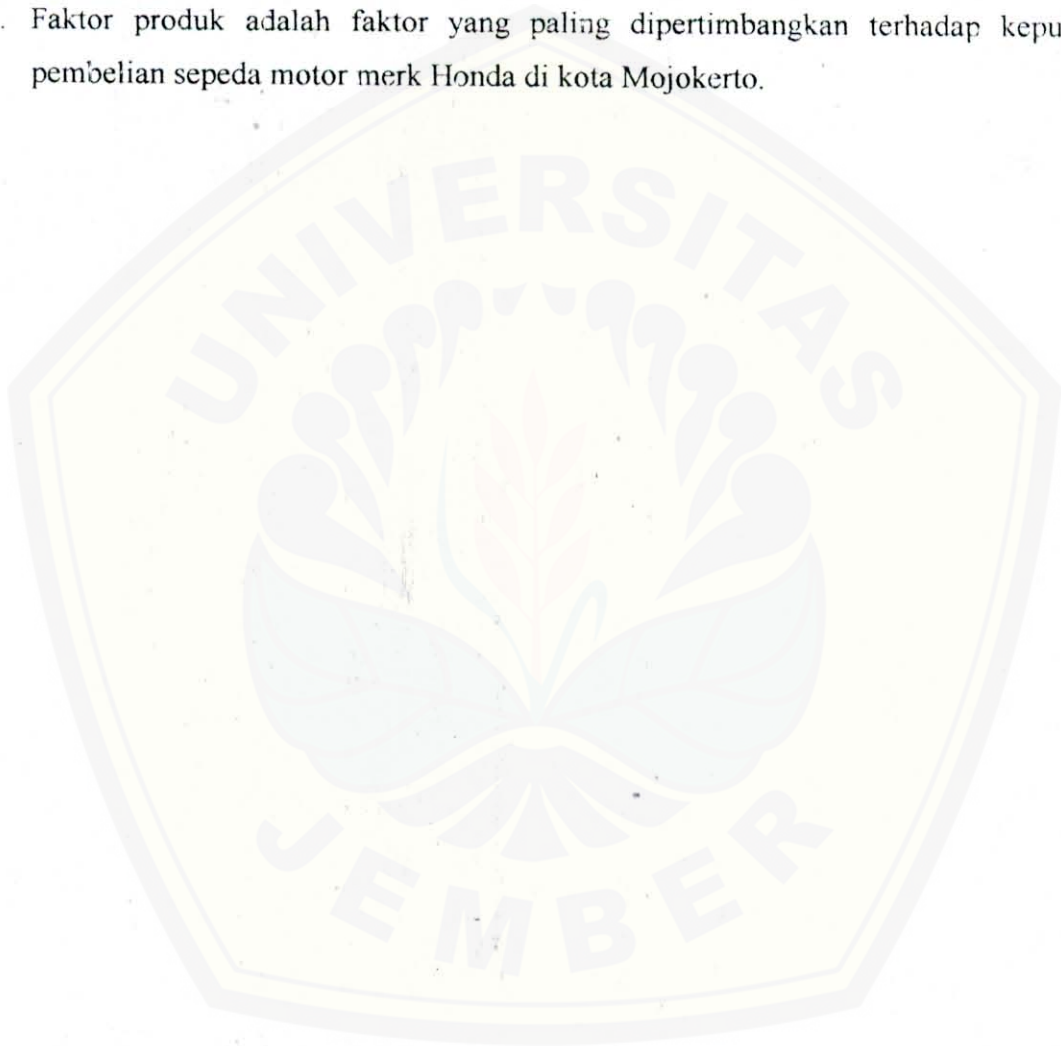 . Faktor produk adalah faktor yang paling dipertimbangkan terhadap kepu
pembelian sepeda motor merk Honda di kota Mojokerto.
UNIVERSITAS
JEMBER